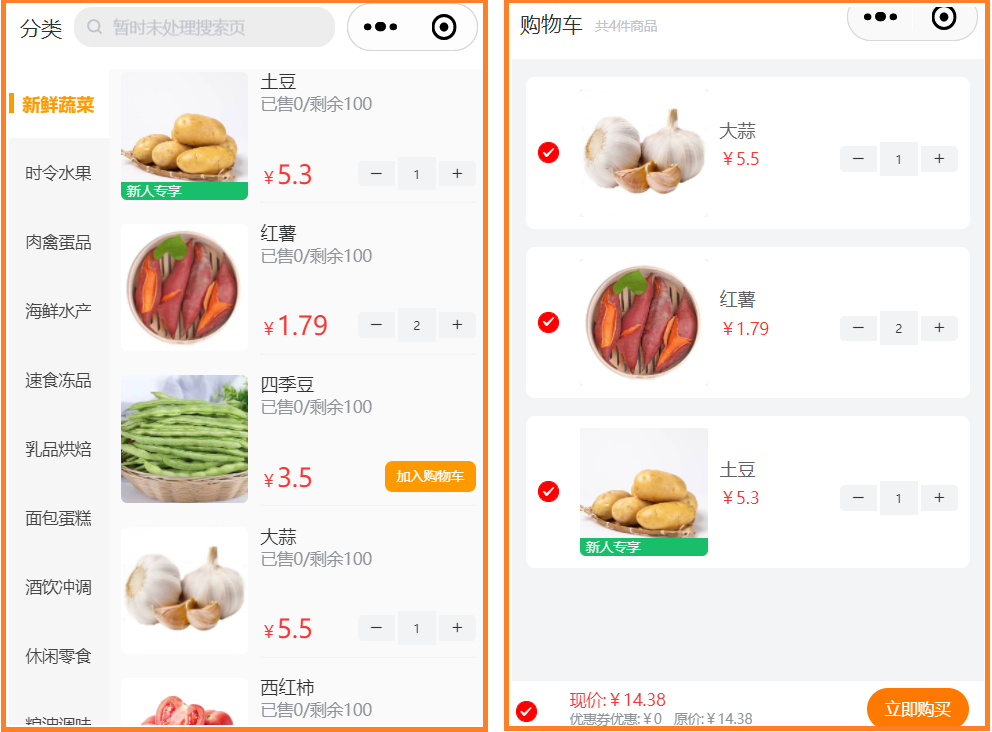 分类
暂时未处理搜索页
新鲜蔬菜
时令水果
肉禽蛋品
海鲜水产
速食冻品
乳品烘焙
面包蛋糕
酒饮冲调
休闲零食
粮油调味
土豆
已售0/剩余100
新人专享
¥5.3
− 1 +
红薯
已售0/剩余100
¥1.79
− 2 +
四季豆
已售0/剩余100
¥3.5
加入购物车
大蒜
已售0/剩余100
¥5.5
− 1 +
西红柿
已售0/剩余100
购物车 共4件商品
大蒜
¥5.5
− 1 +
红薯
¥1.79
− 2 +
土豆
¥5.3
− 1 +
新人专享
现价:¥14.38
优惠券优惠:¥0 原价:¥14.38
立即购买